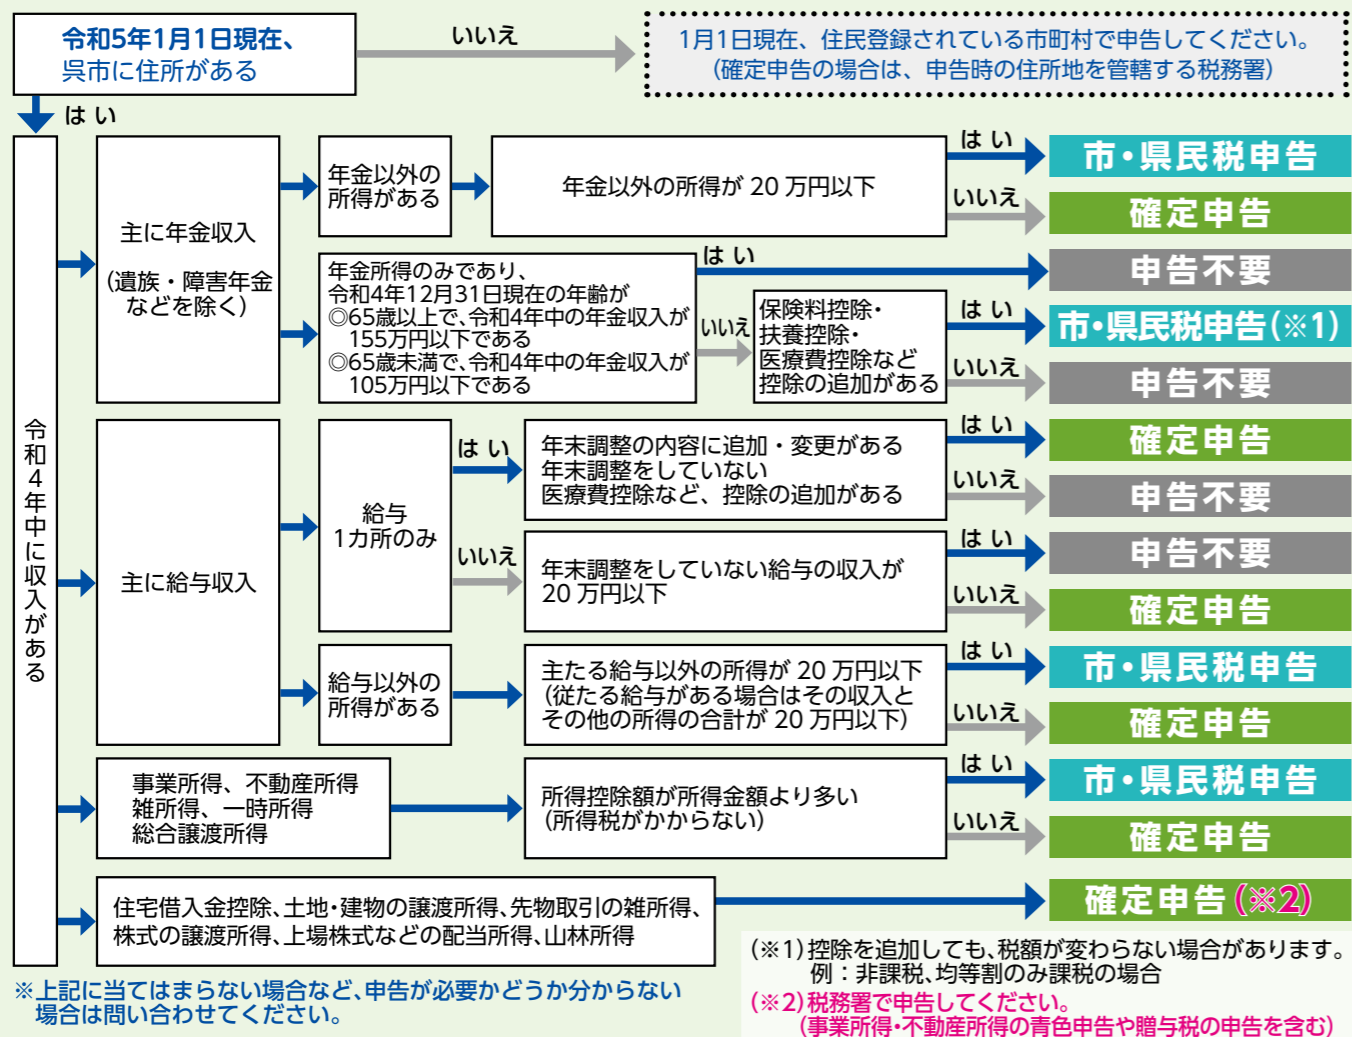 令和5年1月1日現在、
呉市に住所がある
いいえ
1月1日現在、住民登録されている市町村で申告してください。
(確定申告の場合は、申告時の住所地を管轄する税務署)
はい
令和4年中に収入がある
主に年金収入
(遺族・障害年金
などを除く)
年金以外の
所得がある
年金以外の所得が 20 万円以下
はい
市・県民税申告
いいえ
確定申告
年金所得のみであり、
令和4年12月31日現在の年齢が
◎65歳以上で、令和4年中の年金収入が
155万円以下である
◎65歳未満で、令和4年中の年金収入が
105万円以下である
はい
申告不要
いいえ
保険料控除・
扶養控除・
医療費控除など
控除の追加がある
はい
市・県民税申告(※1)
いいえ
申告不要
主に給与収入
給与
1カ所のみ
はい
年末調整の内容に追加・変更がある
年末調整をしていない
医療費控除など、控除の追加がある
はい
確定申告
いいえ
申告不要
いいえ
年末調整をしていない給与の収入が
20 万円以下
はい
申告不要
いいえ
確定申告
給与以外の
所得がある
主たる給与以外の所得が 20 万円以下
(従たる給与がある場合はその収入と
その他の所得の合計が 20 万円以下)
はい
市・県民税申告
いいえ
確定申告
事業所得、不動産所得
雑所得、一時所得
総合譲渡所得
所得控除額が所得金額より多い
(所得税がかからない)
はい
市・県民税申告
いいえ
確定申告
住宅借入金控除、土地・建物の譲渡所得、先物取引の雑所得、
株式の譲渡所得、上場株式などの配当所得、山林所得
確定申告(※2)
※上記に当てはまらない場合など、申告が必要かどうか分からない
場合は問い合わせてください。
(※1)控除を追加しても、税額が変わらない場合があります。
例：非課税、均等割のみ課税の場合
(※2)税務署で申告してください。
(事業所得・不動産所得の青色申告や贈与税の申告を含む)